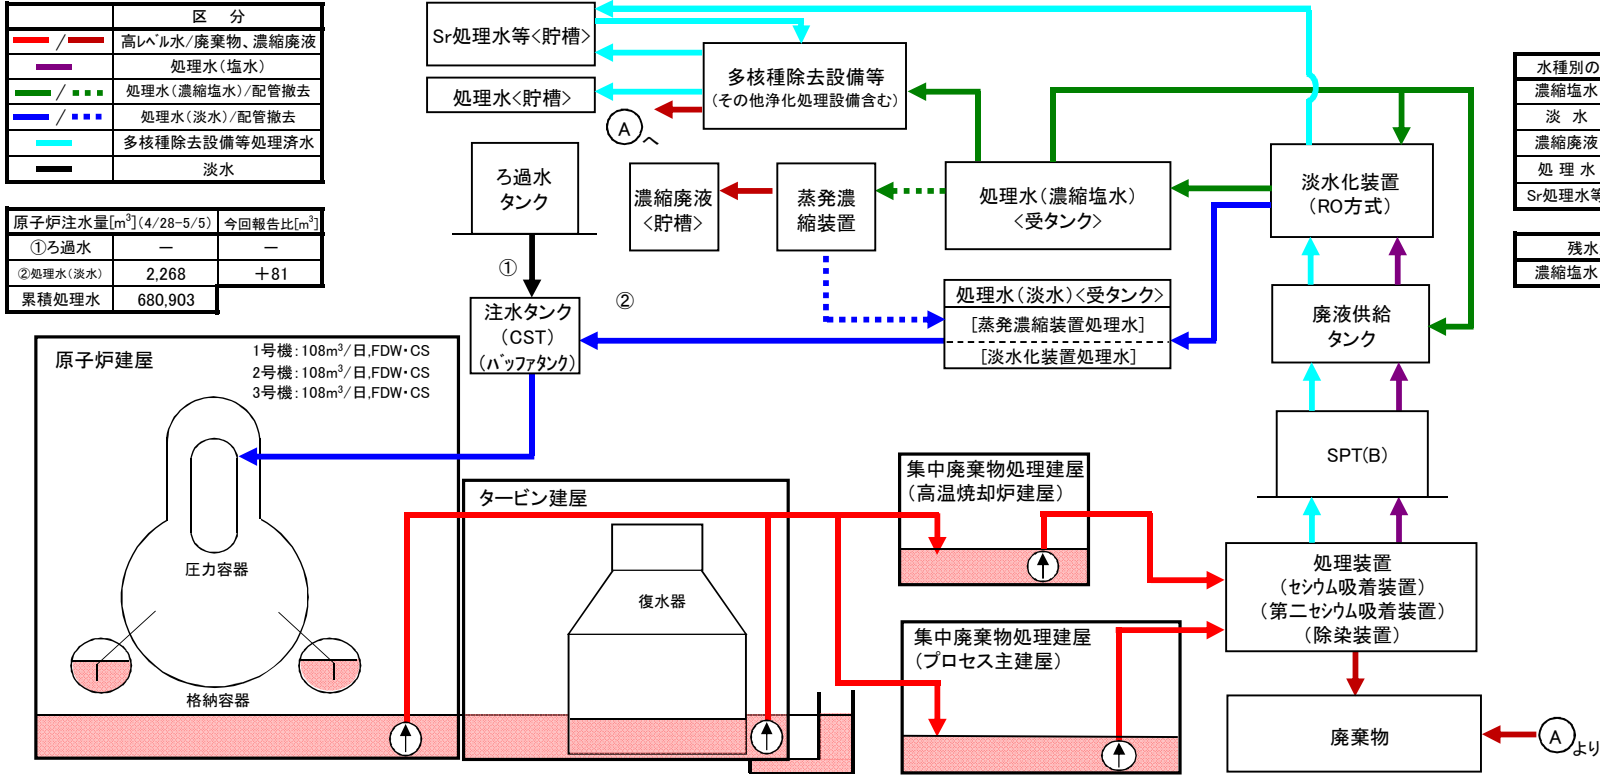 区　分
高ﾚﾍﾞﾙ水/廃棄物、濃縮廃液
処理水(塩水)
処理水(濃縮塩水)/配管撤去
処理水(淡水)/配管撤去
多核種除去設備等処理済水
淡水
原子炉注水量[m³](4/28-5/5) 今回報告比[m³]
①ろ過水 － －
②処理水(淡水) 2,268 ＋81
累積処理水 680,903
Sr処理水等<貯槽>
処理水<貯槽>
多核種除去設備等
(その他浄化処理設備含む)
A へ
ろ過水
タンク
濃縮廃液
<貯槽>
蒸発濃
縮装置
処理水(濃縮塩水)
<受タンク>
淡水化装置
(RO方式)
水種別の
濃縮塩水
淡 水
濃縮廃液
処 理 水
Sr処理水等
残水
濃縮塩水
①
②
注水タンク
(CST)
(ﾊﾞｯﾌｧﾀﾝｸ)
処理水(淡水)<受タンク>
[蒸発濃縮装置処理水]
[淡水化装置処理水]
廃液供給
タンク
SPT(B)
原子炉建屋
1号機:108m³/日,FDW・CS
2号機:108m³/日,FDW・CS
3号機:108m³/日,FDW・CS
圧力容器
格納容器
タービン建屋
復水器
集中廃棄物処理建屋
(高温焼却炉建屋)
集中廃棄物処理建屋
(プロセス主建屋)
処理装置
(ｾｼｳﾑ吸着装置)
(第二ｾｼｳﾑ吸着装置)
(除染装置)
廃棄物
A より